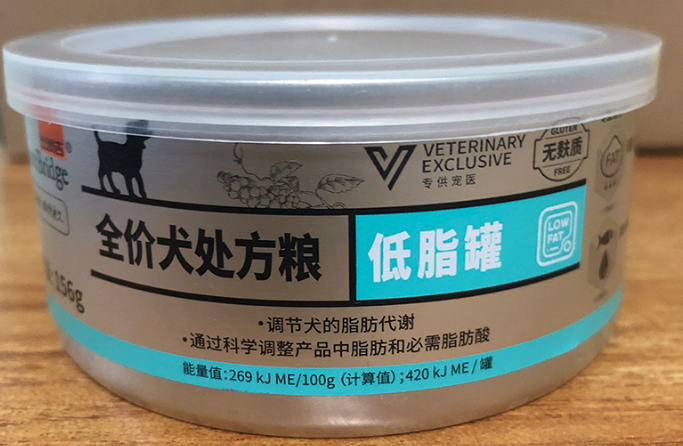 VETERINARY
EXCLUSIVE
专供宠医
GLUTEN
无麸质
FREE
FAT
全价犬处方粮
低脂罐
LOW
FAT
156g
•调节犬的脂肪代谢
•通过科学调整产品中脂肪和必需脂肪酸
能量值:269 kJ ME/100g (计算值);420 kJ ME / 罐